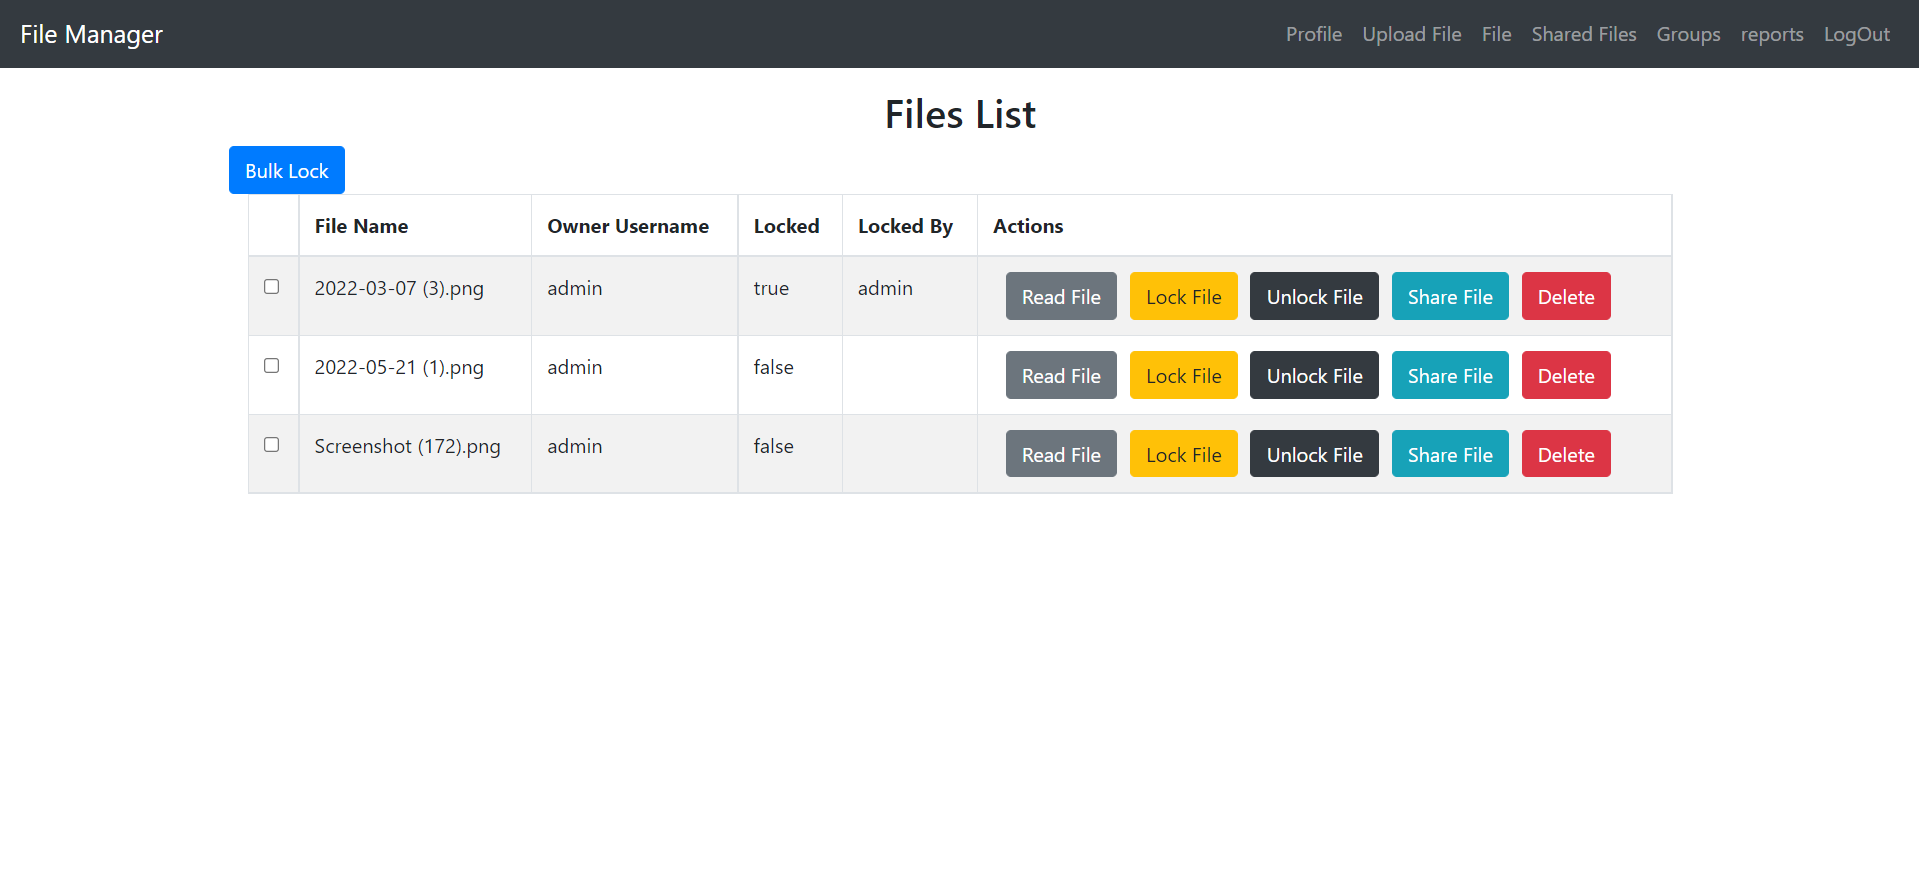 File Manager Profile Upload File File Shared Files Groups reports LogOut
Files List
Bulk Lock
File Name Owner Username Locked Locked By Actions
2022-03-07 (3).png admin true admin Read File Lock File Unlock File Share File Delete
2022-05-21 (1).png admin false Read File Lock File Unlock File Share File Delete
Screenshot (172).png admin false Read File Lock File Unlock File Share File Delete